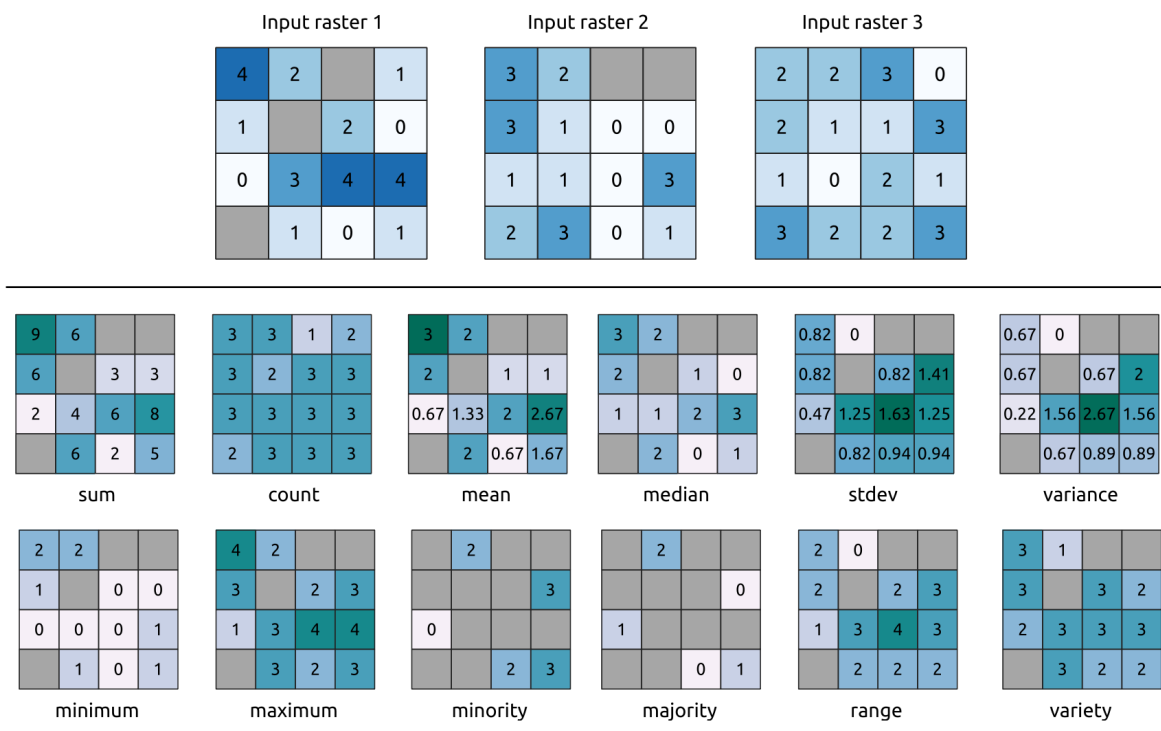 Input raster 1 Input raster 2 Input raster 3
4 2 1 3 2 2 2 3 0
1 2 0 3 1 0 0 2 1 1 3
0 3 4 4 1 1 0 3 1 0 2 1
1 0 1 2 3 0 1 3 2 2 3
9 6 3 3 1 2 3 2 3 2 0.82 0 0.67 0
6 3 3 3 2 3 3 2 1 1 2 1 0 0.82 0.82 1.41 0.67 0.67 2
2 4 6 8 3 3 3 3 0.67 1.33 2 2.67 1 1 2 3 0.47 1.25 1.63 1.25 0.22 1.56 2.67 1.56
6 2 5 2 3 3 3 2 0.67 1.67 2 0 1 0.82 0.94 0.94 0.67 0.89 0.89
sum count mean median stdev variance
2 2 4 2 2 2 2 0 3 1
1 0 0 3 2 3 3 0 2 2 3 3 3 2
0 0 0 1 1 3 4 4 0 1 1 3 4 3 2 3 3 3
1 0 1 3 2 3 2 3 0 1 2 2 2 3 2 2
minimum maximum minority majority range variety